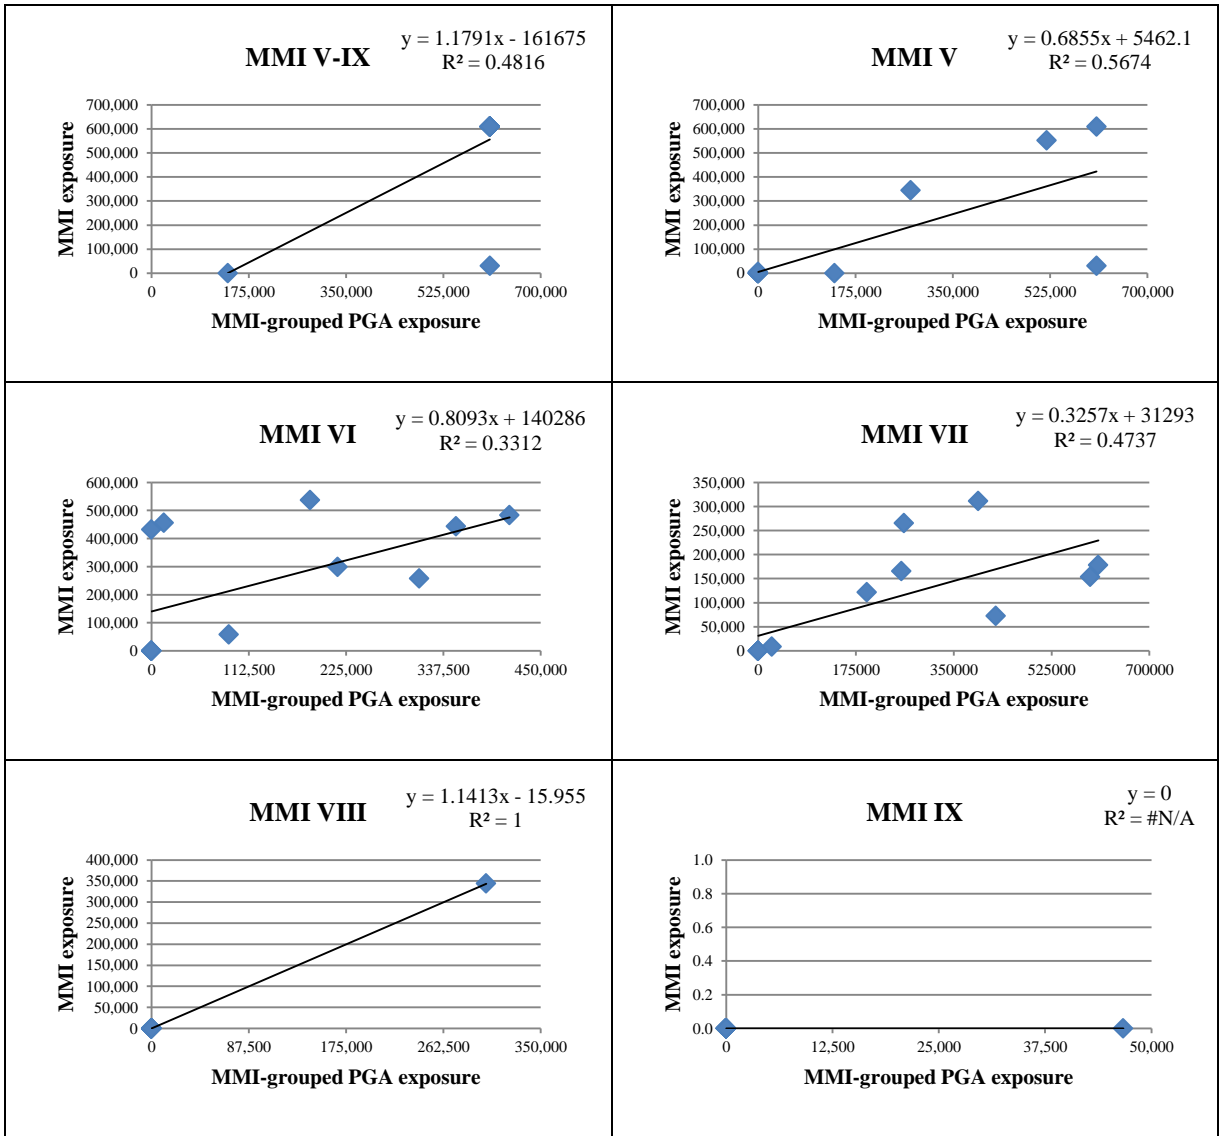 MMI V-IX
y = 1.1791x - 161675
R² = 0.4816
MMI exposure
700,000
600,000
500,000
400,000
300,000
200,000
100,000
0
0 175,000 350,000 525,000 700,000
MMI-grouped PGA exposure
MMI V
y = 0.6855x + 5462.1
R² = 0.5674
MMI exposure
700,000
600,000
500,000
400,000
300,000
200,000
100,000
0
0 175,000 350,000 525,000 700,000
MMI-grouped PGA exposure
MMI VI
y = 0.8093x + 140286
R² = 0.3312
MMI exposure
600,000
500,000
400,000
300,000
200,000
100,000
0
0 112,500 225,000 337,500 450,000
MMI-grouped PGA exposure
MMI VII
y = 0.3257x + 31293
R² = 0.4737
MMI exposure
350,000
300,000
250,000
200,000
150,000
100,000
50,000
0
0 175000 350000 525000 700000
MMI-grouped PGA exposure
MMI VIII
y = 1.1413x - 15.955
R² = 1
MMI exposure
400,000
350,000
300,000
250,000
200,000
150,000
100,000
50,000
0
0 87,500 175,000 262,500 350,000
MMI-grouped PGA exposure
MMI IX
y = 0
R² = #N/A
MMI exposure
1.0
0.8
0.6
0.4
0.2
0.0
0 12,500 25,000 37,500 50,000
MMI-grouped PGA exposure